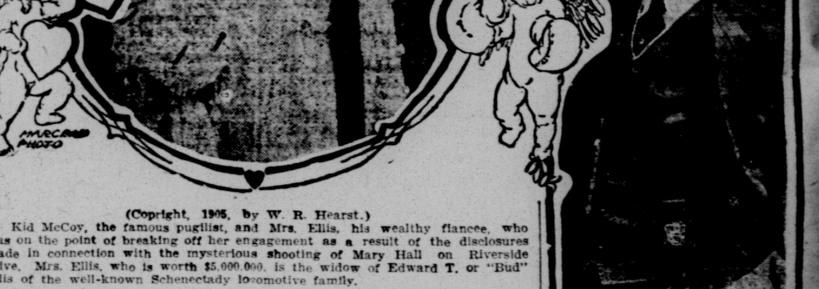 MARCEAU
PHOTO
(Copright, 1905, by W. R. Hearst.)
Kid McCoy, the famous pugilist, and Mrs. Ellis, his wealthy fiancee, who
as on the point of breaking off her engagement as a result of the disclosures
ade in connection with the mysterious shooting of Mary Hall on Riverside
ive. Mrs. Ellis, who is worth $5,000,000, is the widow of Edward T. or "Bud"
lis of the well-known Schenectady locomotive family.